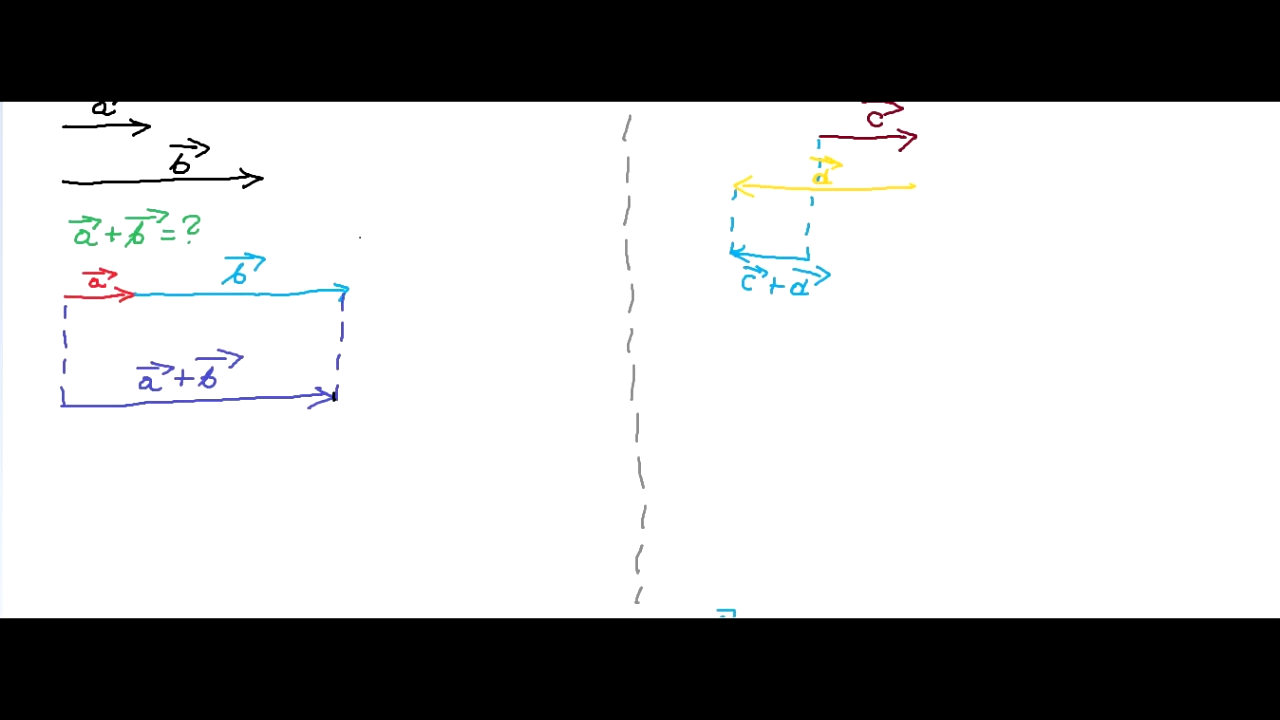 a⃗
b⃗
a⃗ + b⃗ = ?
a⃗ b⃗
a⃗ + b⃗
c⃗
d⃗
c⃗ + d⃗